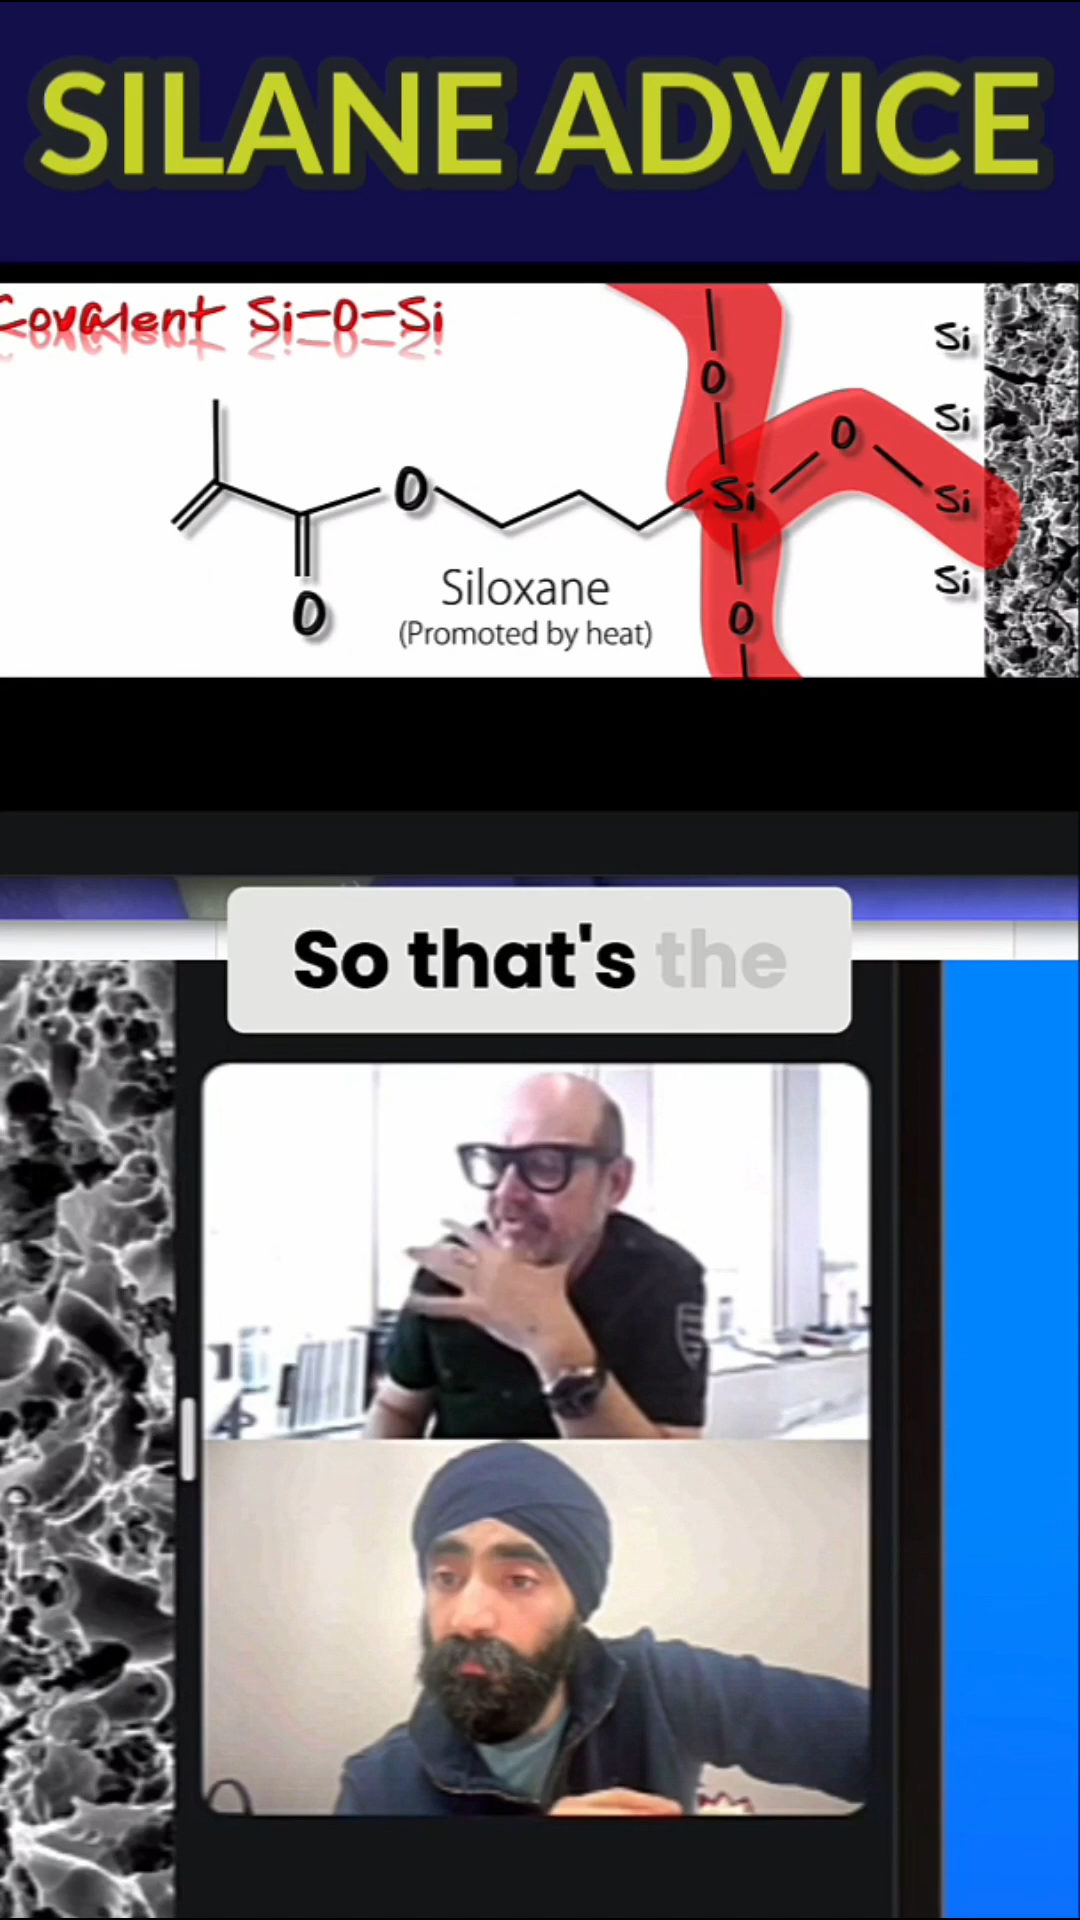 SILANE ADVICE
Covalent Si-O-Si
O
O
Si
Si
O
Si
Si
Si
O
O
Siloxane
(Promoted by heat)
So that's the